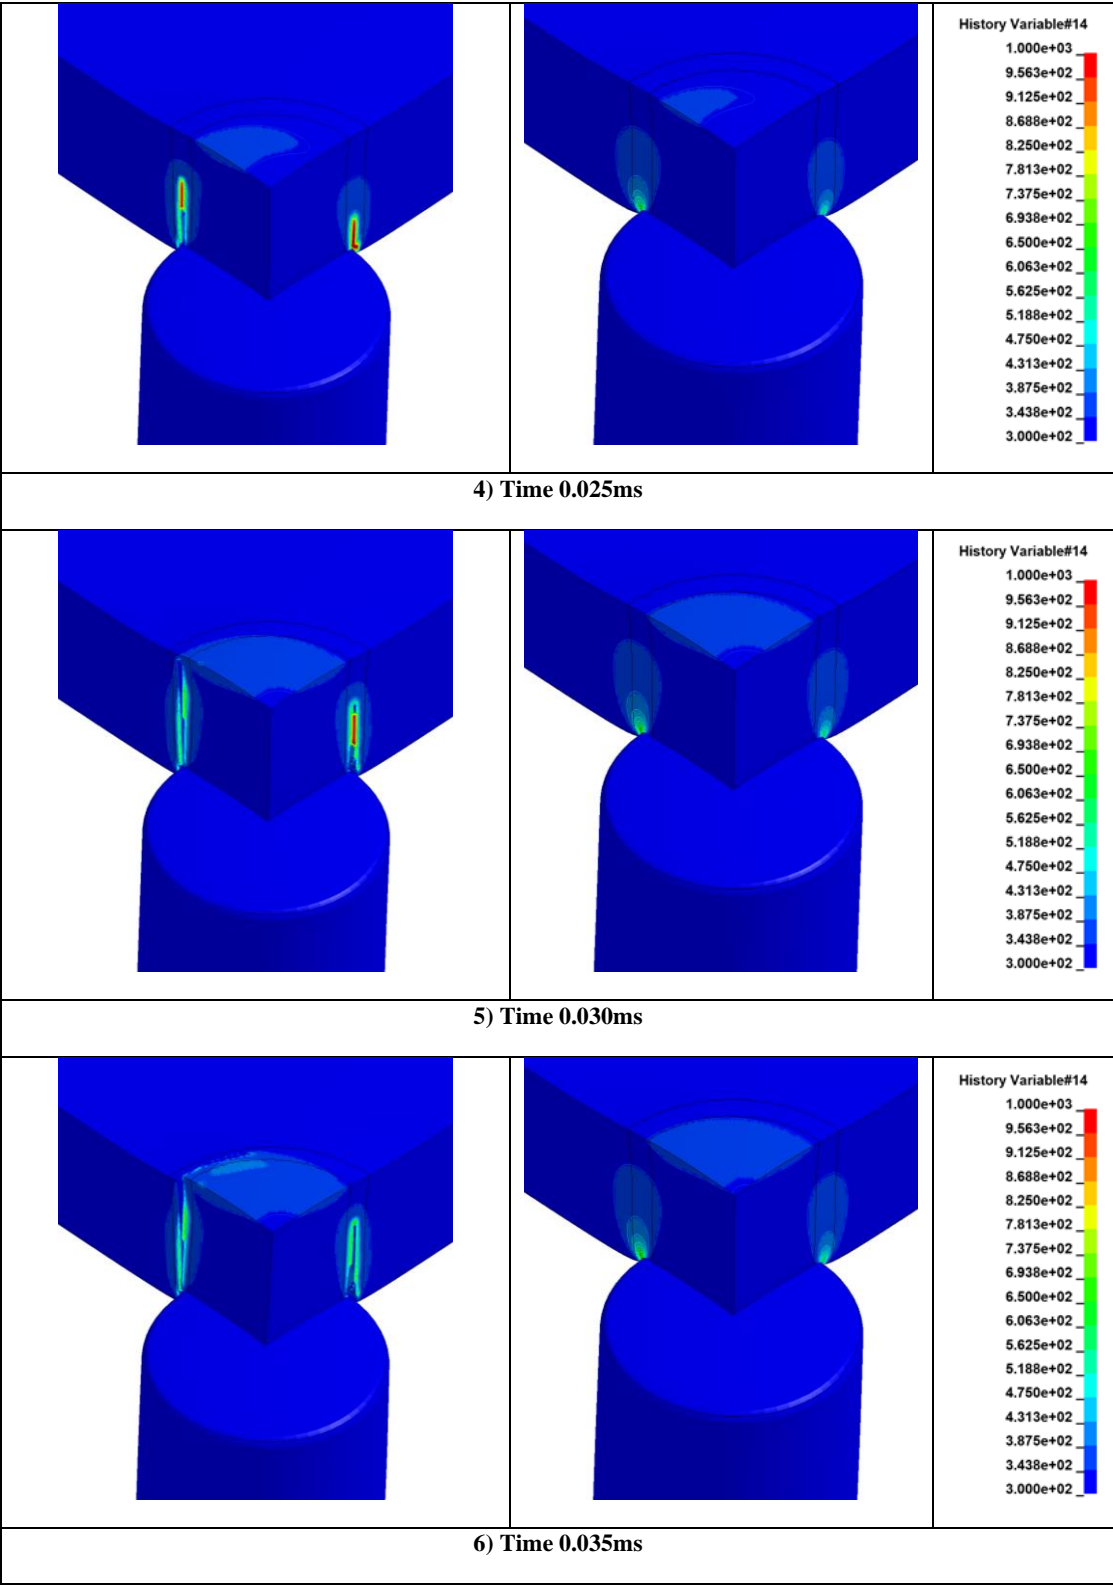 History Variable#14
1.000e+03
9.563e+02
9.125e+02
8.688e+02
8.250e+02
7.813e+02
7.375e+02
6.938e+02
6.500e+02
6.063e+02
5.625e+02
5.188e+02
4.750e+02
4.313e+02
3.875e+02
3.438e+02
3.000e+02
4) Time 0.025ms
History Variable#14
1.000e+03
9.563e+02
9.125e+02
8.688e+02
8.250e+02
7.813e+02
7.375e+02
6.938e+02
6.500e+02
6.063e+02
5.625e+02
5.188e+02
4.750e+02
4.313e+02
3.875e+02
3.438e+02
3.000e+02
5) Time 0.030ms
History Variable#14
1.000e+03
9.563e+02
9.125e+02
8.688e+02
8.250e+02
7.813e+02
7.375e+02
6.938e+02
6.500e+02
6.063e+02
5.625e+02
5.188e+02
4.750e+02
4.313e+02
3.875e+02
3.438e+02
3.000e+02
6) Time 0.035ms